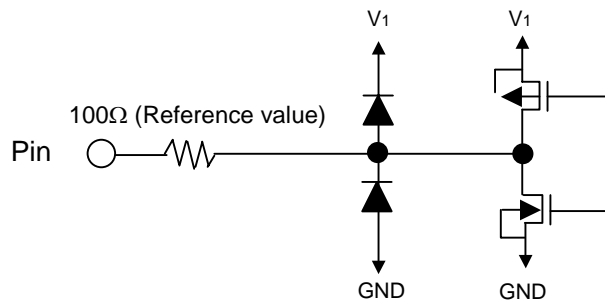 V1
V1
100Ω (Reference value)
Pin
GND
GND